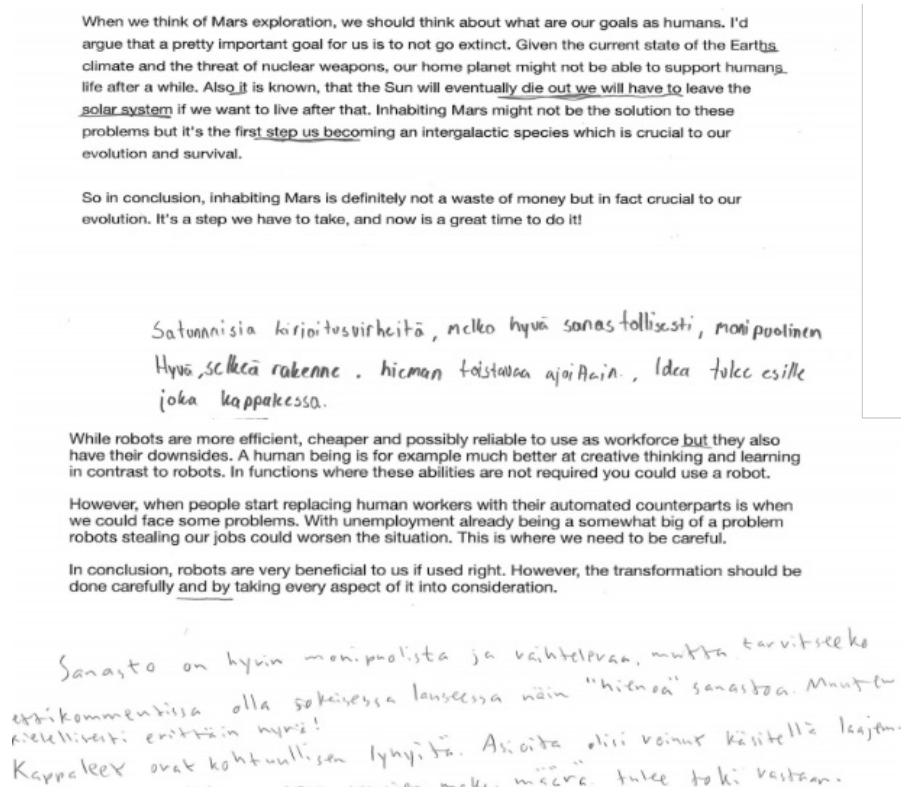 When we think of Mars exploration, we should think about what are our goals as humans. I'd
argue that a pretty important goal for us is to not go extinct. Given the current state of the Earths
climate and the threat of nuclear weapons, our home planet might not be able to support humans
life after a while. Also it is known, that the Sun will eventually die out we will have to leave the
solar system if we want to live after that. Inhabiting Mars might not be the solution to these
problems but it's the first step us becoming an intergalactic species which is crucial to our
evolution and survival.
So in conclusion, inhabiting Mars is definitely not a waste of money but in fact crucial to our
evolution. It's a step we have to take, and now is a great time to do it!
Satunnnisia kirjoitusvirheitä, melko hyvä sanastollisesti, monipuolinen
Hyvä, selkeä rakenne. hieman toistavaa ajoittain., Idea tulee esille
joka kappakessa.
While robots are more efficient, cheaper and possibly reliable to use as workforce but they also
have their downsides. A human being is for example much better at creative thinking and learning
in contrast to robots. In functions where these abilities are not required you could use a robot.
However, when people start replacing human workers with their automated counterparts is when
we could face some problems. With unemployment already being a somewhat big of a problem
robots stealing our jobs could worsen the situation. This is where we need to be careful.
In conclusion, robots are very beneficial to us if used right. However, the transformation should be
done carefully and by taking every aspect of it into consideration.
Sanasto on hyvin monipuolista ja vaihtelevaa, mutta tarvitseeko
olla jokaisessa lauseessa näin "hienoa" sanastoa. Muuten
kielellisesti erittäin hyvä!
Kappaleet ovat kohtuullisen lyhyitä. Asioita olisi voinut käsitellä laajem.
määrä tulee toki vastaan.